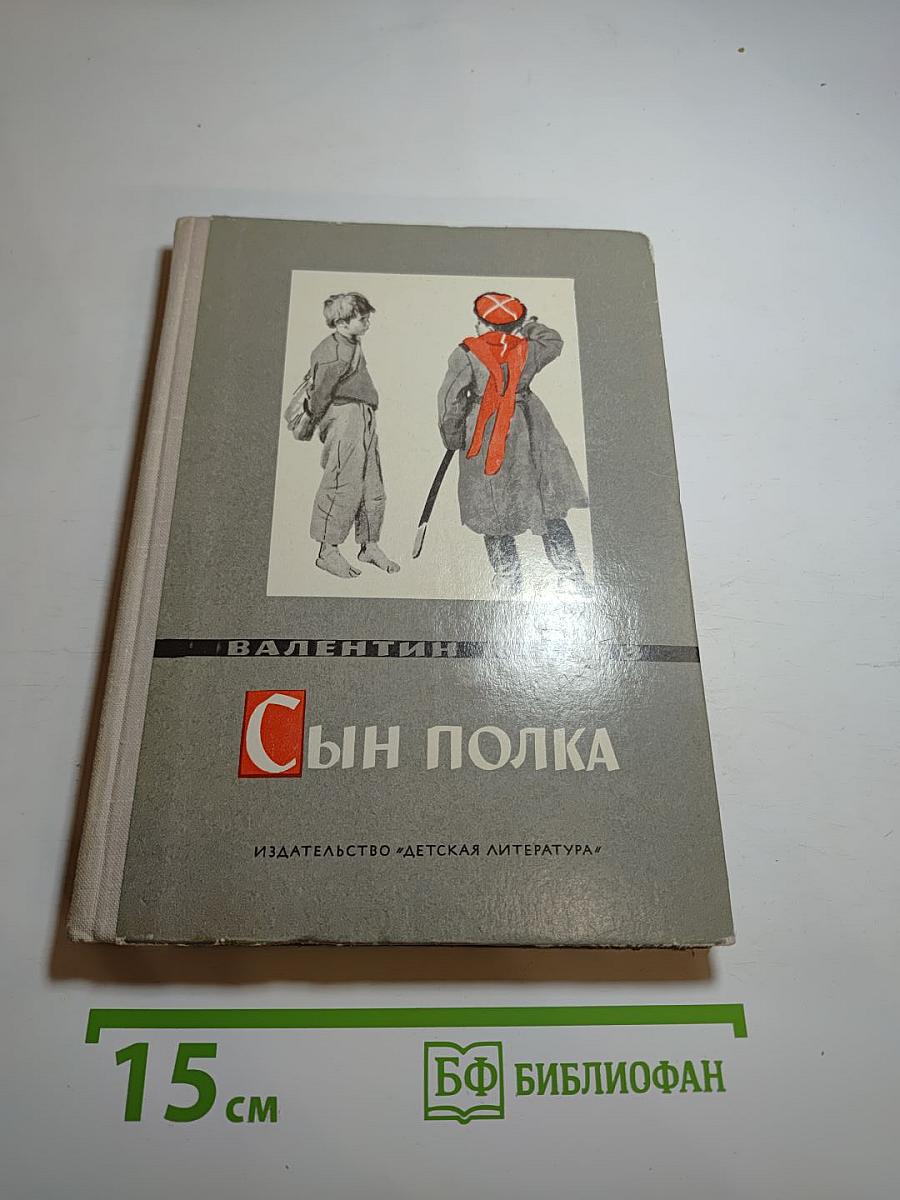 ВАЛЕНТИН
СЫН ПОЛКА
ИЗДАТЕЛЬСТВО "ДЕТСКАЯ ЛИТЕРАТУРА"
15 см
БФ БИБЛИОФАН